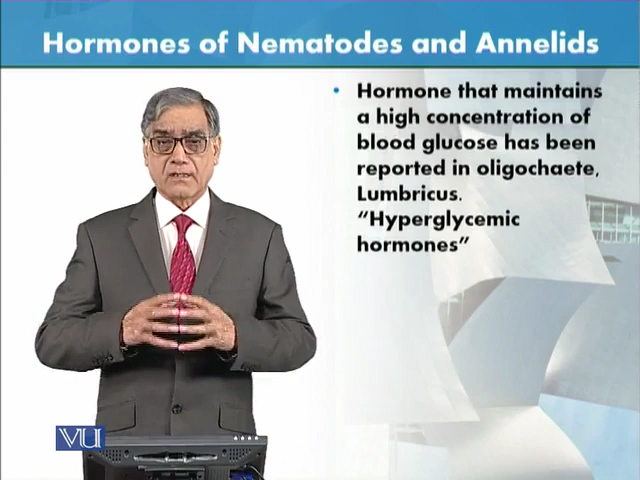 Hormones of Nematodes and Annelids
• Hormone that maintains
a high concentration of
blood glucose has been
reported in oligochaete,
Lumbricus.
“Hyperglycemic
hormones”
VU